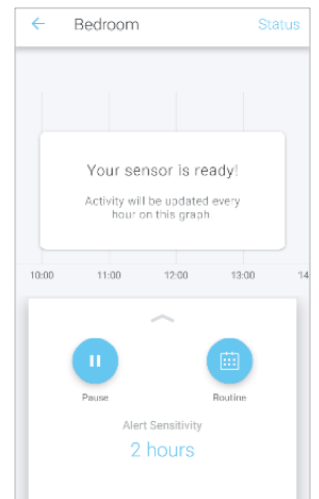 Bedroom Status
Your sensor is ready!
Activity will be updated every
hour on this graph.
10:00 11:00 12:00 13:00 14
Pause Routine
Alert Sensitivity
2 hours